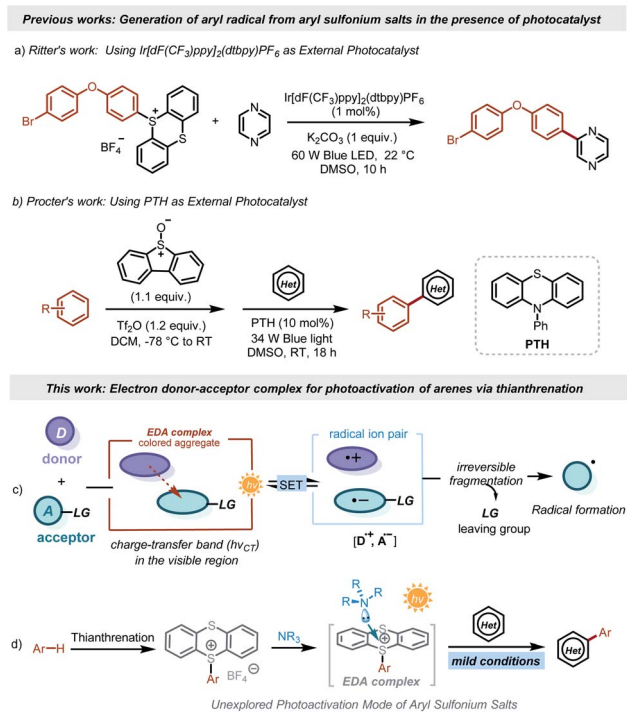 Previous works: Generation of aryl radical from aryl sulfonium salts in the presence of photocatalyst
a) Ritter's work: Using Ir[dF(CF3)ppy]2(dtbpy)PF6 as External Photocatalyst
Br
O
S
+
S
BF4
−
+
N
N
Ir[dF(CF3)ppy]2(dtbpy)PF6
(1 mol%)
K2CO3 (1 equiv.)
60 W Blue LED, 22 °C
DMSO, 10 h
Br
O
N
N
b) Procter's work: Using PTH as External Photocatalyst
R
O
−
S
+
(1.1 equiv.)
Tf2O (1.2 equiv.)
DCM, -78 °C to RT
Het
PTH (10 mol%)
34 W Blue light
DMSO, RT, 18 h
R
Het
S
N
Ph
PTH
This work: Electron donor-acceptor complex for photoactivation of arenes via thianthrenation
c)
D
donor
+
A
LG
acceptor
EDA complex
colored aggregate
LG
hν
charge-transfer band (hνCT)
in the visible region
SET
radical ion pair
•+
•−
LG
[D•+, A•−]
irreversible
fragmentation
LG
leaving group
•
Radical formation
d)
Ar−H
Thianthrenation
S
S
⊕
Ar
BF4 ⊖
NR3
R
R
R
N
hν
S
S
⊕
Ar
EDA complex
Het
mild conditions
Het
Ar
Unexplored Photoactivation Mode of Aryl Sulfonium Salts